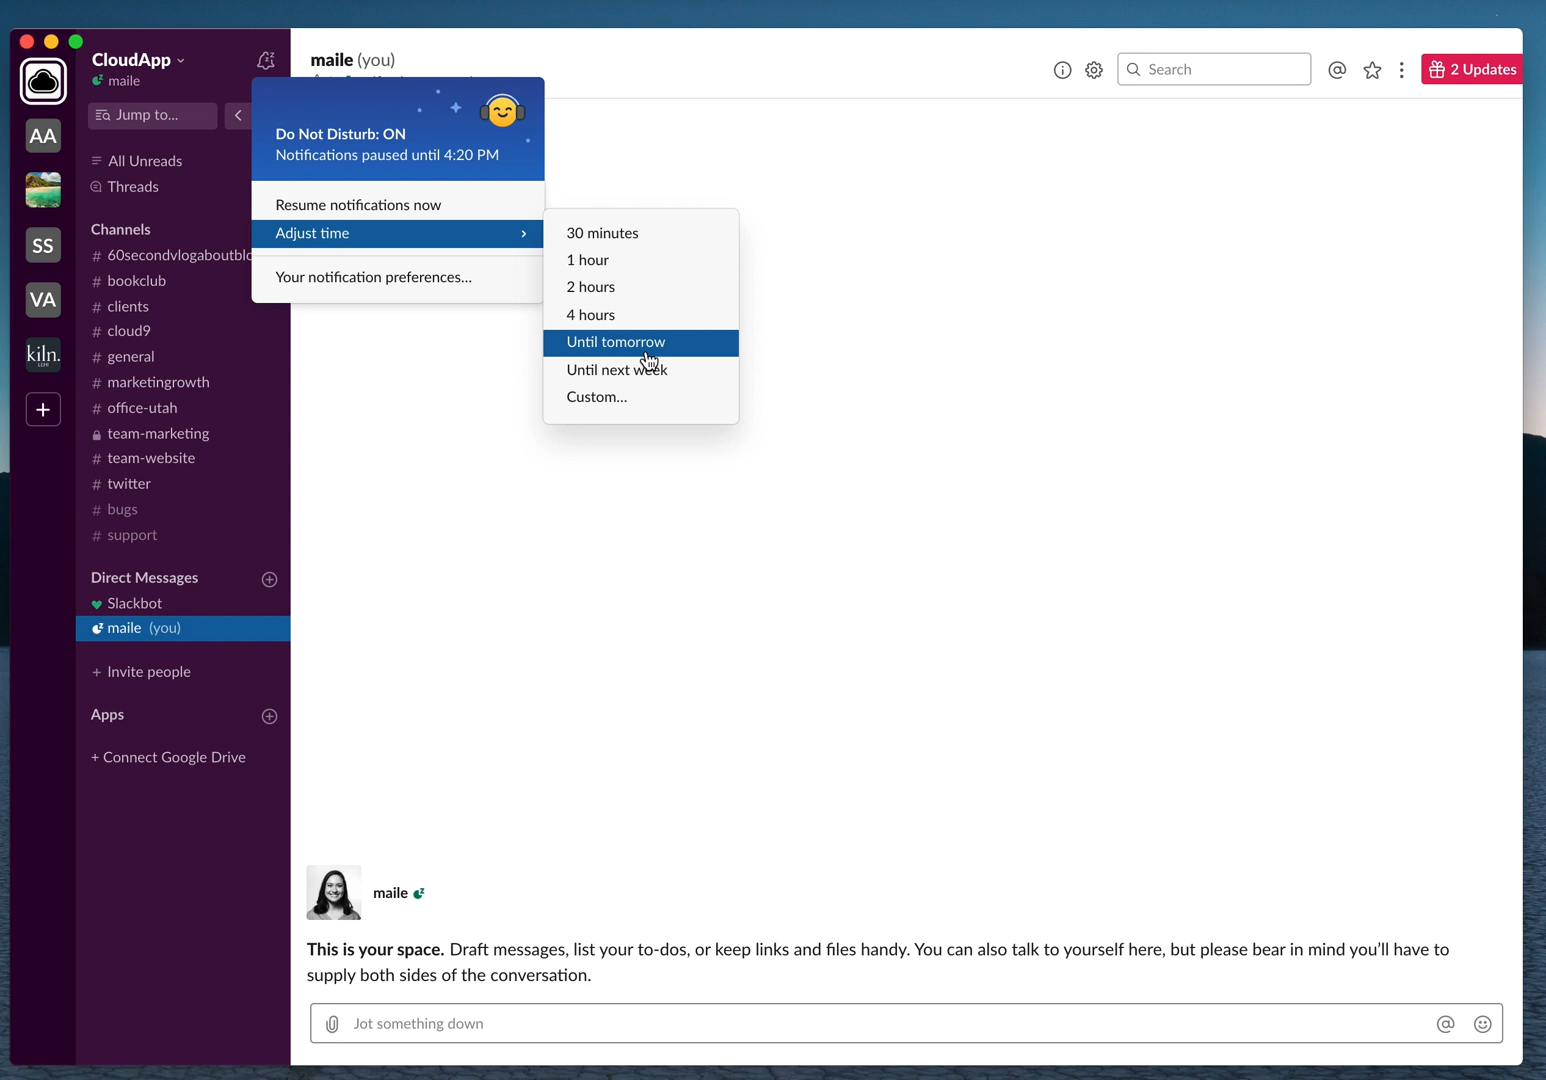 CloudApp
maile
Jump to...
AA
SS
VA
kiln.
LEHI
+
All Unreads
Threads
Channels
# 60secondvlogaboutblo
# bookclub
# clients
# cloud9
# general
# marketingrowth
# office-utah
team-marketing
# team-website
# twitter
# bugs
# support
Direct Messages
Slackbot
maile (you)
+ Invite people
Apps
+ Connect Google Drive
maile (you)
Search
2 Updates
Do Not Disturb: ON
Notifications paused until 4:20 PM
Resume notifications now
Adjust time
Your notification preferences...
30 minutes
1 hour
2 hours
4 hours
Until tomorrow
Until next week
Custom...
maile
This is your space. Draft messages, list your to-dos, or keep links and files handy. You can also talk to yourself here, but please bear in mind you'll have to
supply both sides of the conversation.
Jot something down